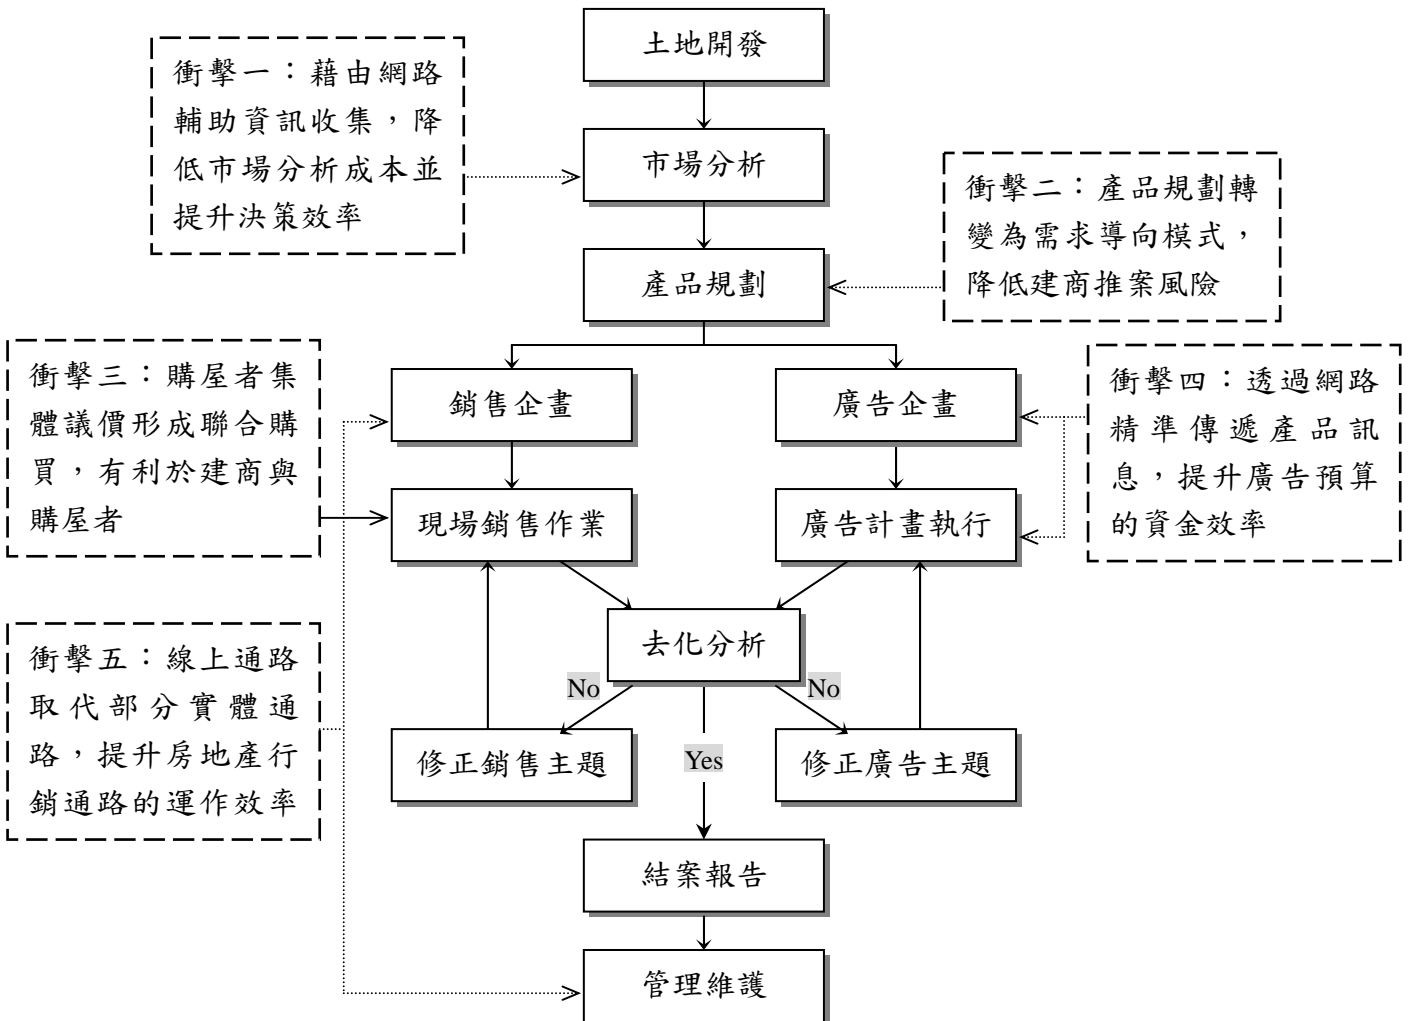 土地開發
衝擊一：藉由網路
輔助資訊收集，降
低市場分析成本並
提升決策效率
市場分析
衝擊二：產品規劃轉
變為需求導向模式，
降低建商推案風險
產品規劃
衝擊三：購屋者集
體議價形成聯合購
買，有利於建商與
購屋者
銷售企畫
廣告企畫
衝擊四：透過網路
精準傳遞產品訊
息，提升廣告預算
的資金效率
現場銷售作業
廣告計畫執行
去化分析
衝擊五：線上通路
取代部分實體通
路，提升房地產行
銷通路的運作效率
No
No
修正銷售主題
Yes
修正廣告主題
結案報告
管理維護